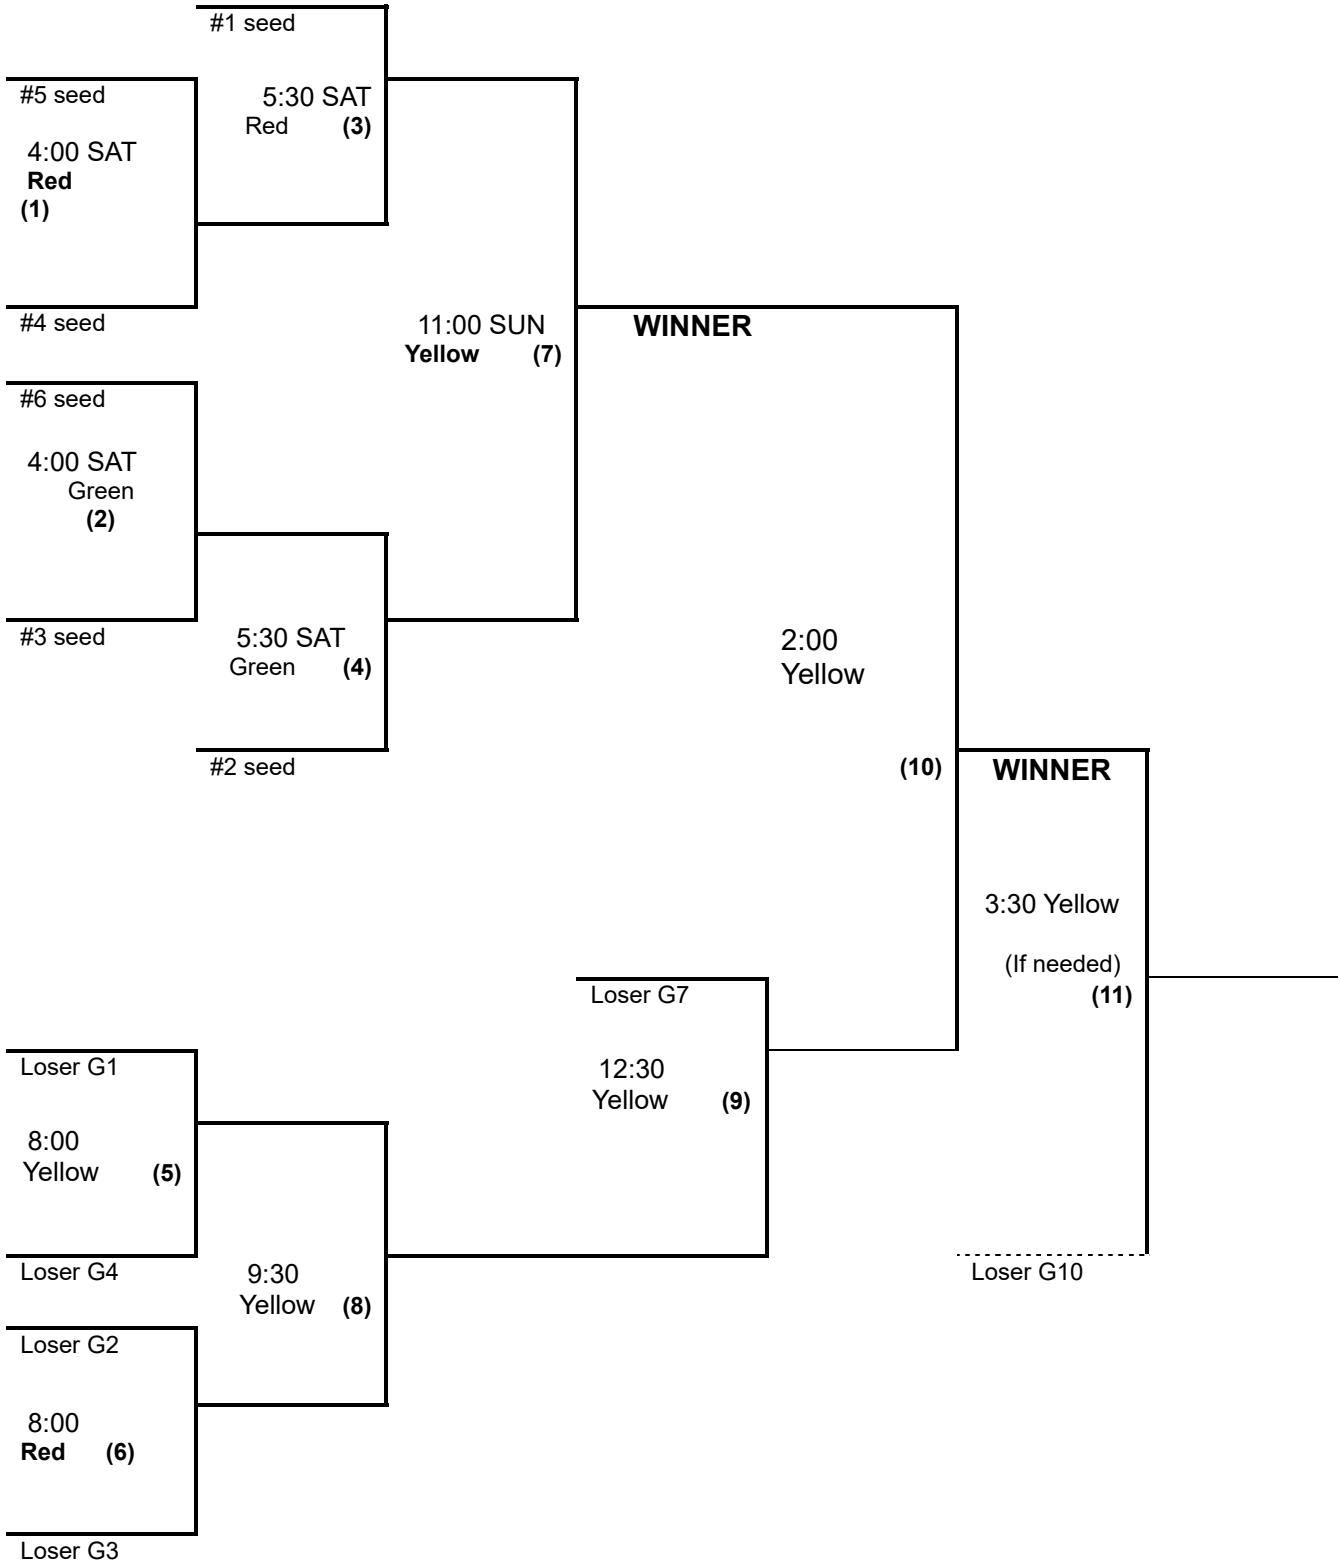 #1 seed
#5 seed
5:30 SAT
Red (3)
4:00 SAT
Red
(1)
#4 seed
11:00 SUN
Yellow (7)
WINNER
#6 seed
4:00 SAT
Green
(2)
#3 seed
5:30 SAT
Green (4)
2:00
Yellow
#2 seed
(10)
WINNER
3:30 Yellow
(If needed)
(11)
Loser G7
12:30
Yellow (9)
Loser G1
8:00
Yellow (5)
Loser G4
9:30
Yellow (8)
Loser G10
Loser G2
8:00
Red (6)
Loser G3